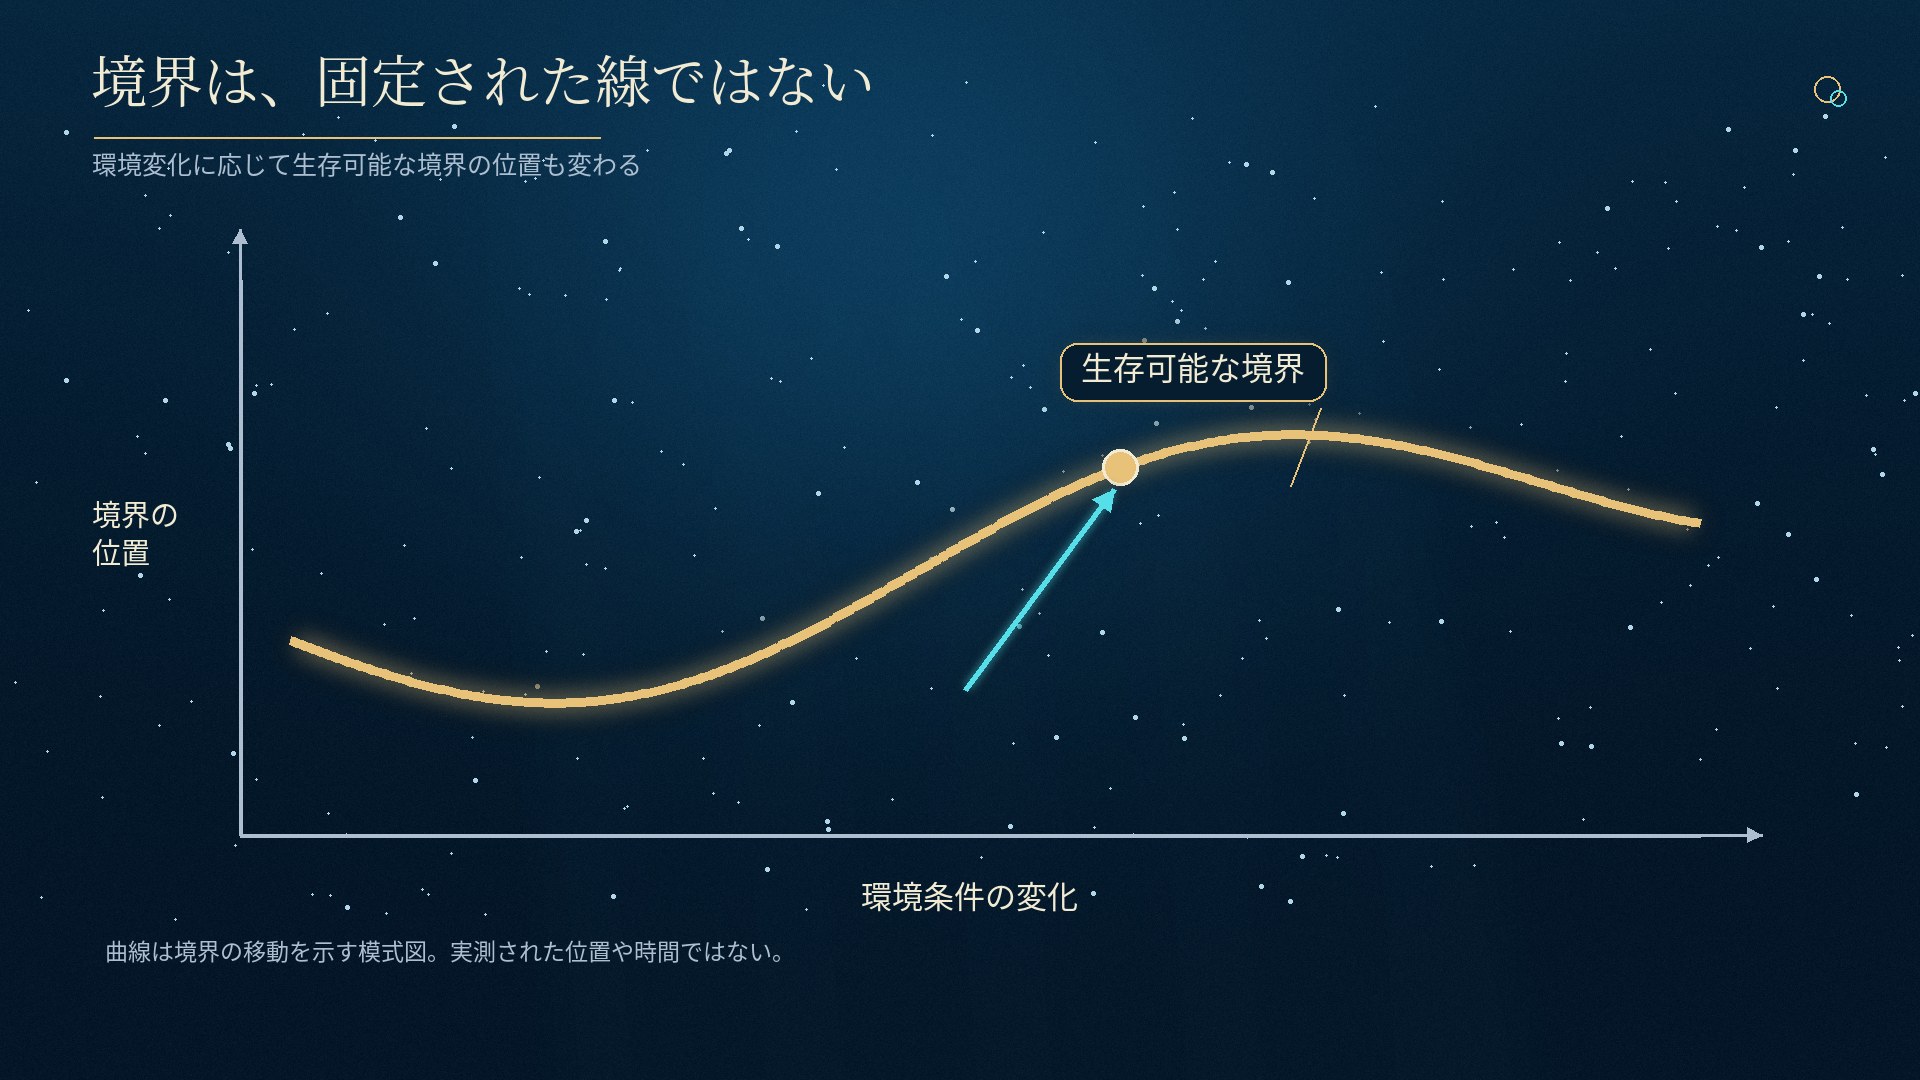 境界は、固定された線ではない
環境変化に応じて生存可能な境界の位置も変わる
生存可能な境界
境界の
位置
環境条件の変化
曲線は境界の移動を示す模式図。実測された位置や時間ではない。